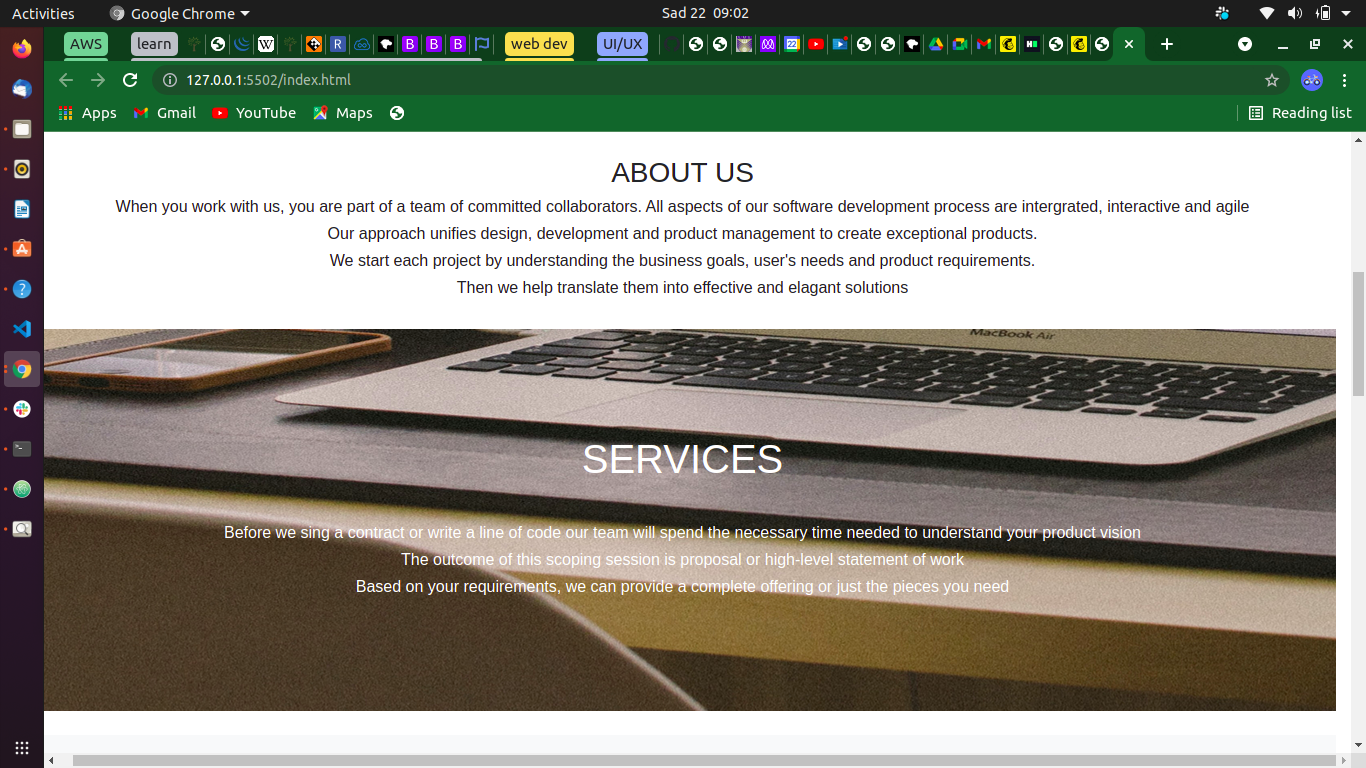 Activities
Google Chrome
Sad 22 09:02
AWS
learn
web dev
UI/UX
127.0.0.1:5502/index.html
Apps
Gmail
YouTube
Maps
Reading list
ABOUT US
When you work with us, you are part of a team of committed collaborators. All aspects of our software development process are intergrated, interactive and agile
Our approach unifies design, development and product management to create exceptional products.
We start each project by understanding the business goals, user's needs and product requirements.
Then we help translate them into effective and elagant solutions
MacBook Air
SERVICES
Before we sing a contract or write a line of code our team will spend the necessary time needed to understand your product vision
The outcome of this scoping session is proposal or high-level statement of work
Based on your requirements, we can provide a complete offering or just the pieces you need